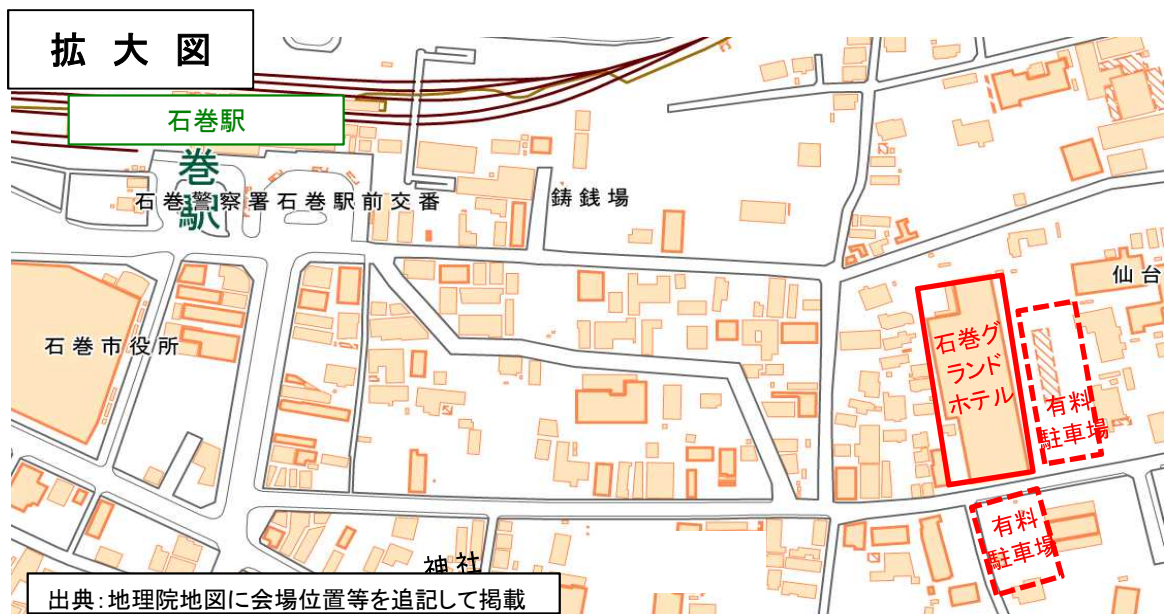 拡大図
石巻駅
巻駅
石巻警察署石巻駅前交番
鋳銭場
仙台
石巻市役所
石巻グ
ランド
ホテル
有料
駐車場
有料
駐車場
神社
出典:地理院地図に会場位置等を追記して掲載